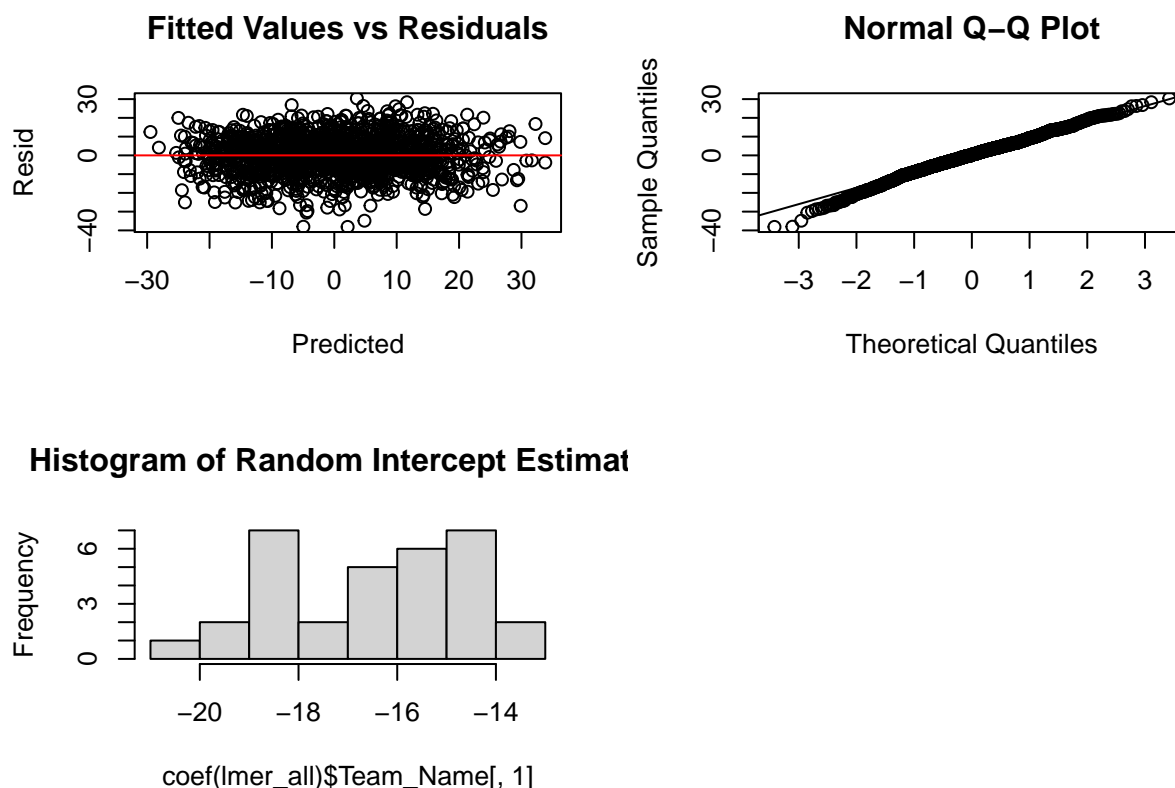 Fitted Values vs Residuals
Resid
−40
0
30
−30
−10
0
10
20
30
Predicted
Normal Q−Q Plot
Sample Quantiles
−40
0
30
−3
−2
−1
0
1
2
3
Theoretical Quantiles
Histogram of Random Intercept Estimat
Frequency
0
3
6
−20
−18
−16
−14
coef(lmer_all)$Team_Name[, 1]